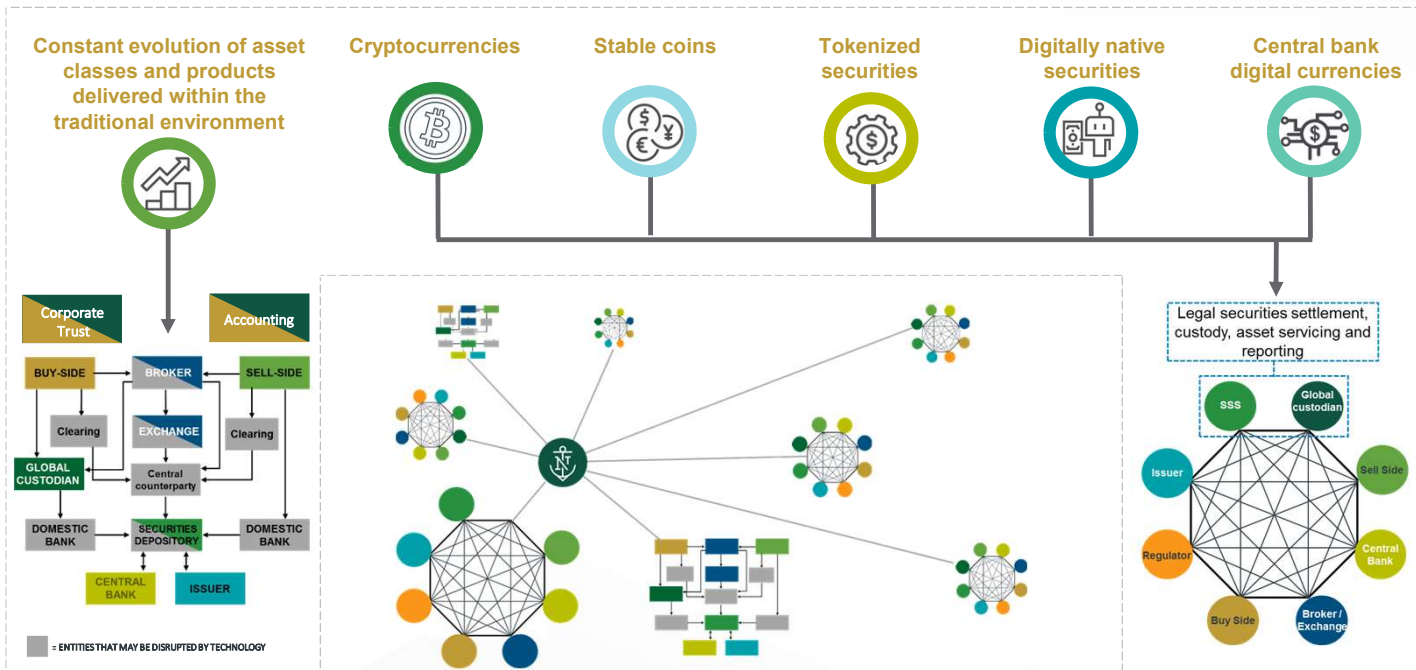 Constant evolution of asset
classes and products
delivered within the
traditional environment
Cryptocurrencies
Stable coins
Tokenized
securities
Digitally native
securities
Central bank
digital currencies
Corporate
Trust
Accounting
BUY-SIDE
BROKER
SELL-SIDE
Clearing
EXCHANGE
Clearing
GLOBAL
CUSTODIAN
Central
counterparty
DOMESTIC
BANK
SECURITIES
DEPOSITORY
DOMESTIC
BANK
CENTRAL
BANK
ISSUER
= ENTITIES THAT MAY BE DISRUPTED BY TECHNOLOGY
N T
Legal securities settlement,
custody, asset servicing and
reporting
SSS
Global
custodian
Issuer
Sell Side
Regulator
Central
Bank
Buy Side
Broker /
Exchange